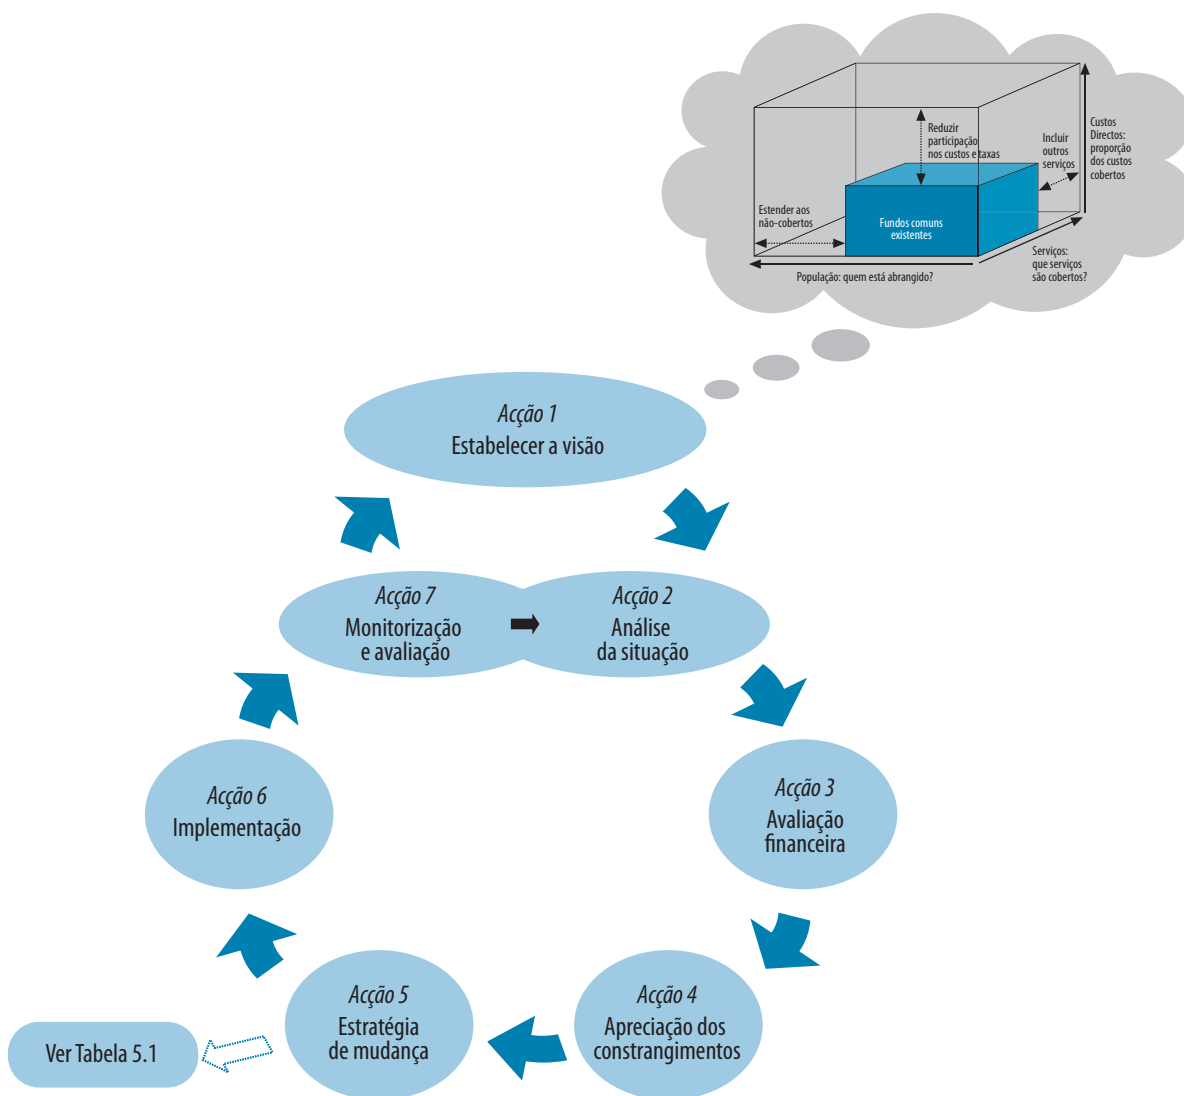 Reduzir
participação
nos custos e taxas
Incluir
outros
serviços
Custos
Directos:
proporção
dos custos
cobertos
Estender aos
não-cobertos
Fundos comuns
existentes
Serviços:
que serviços
são cobertos?
População: quem está abrangido?
Acção 1
Estabelecer a visão
Acção 7
Monitorização
e avaliação
Acção 2
Análise
da situação
Acção 3
Avaliação
financeira
Acção 6
Implementação
Acção 4
Apreciação dos
constrangimentos
Acção 5
Estratégia
de mudança
Ver Tabela 5.1